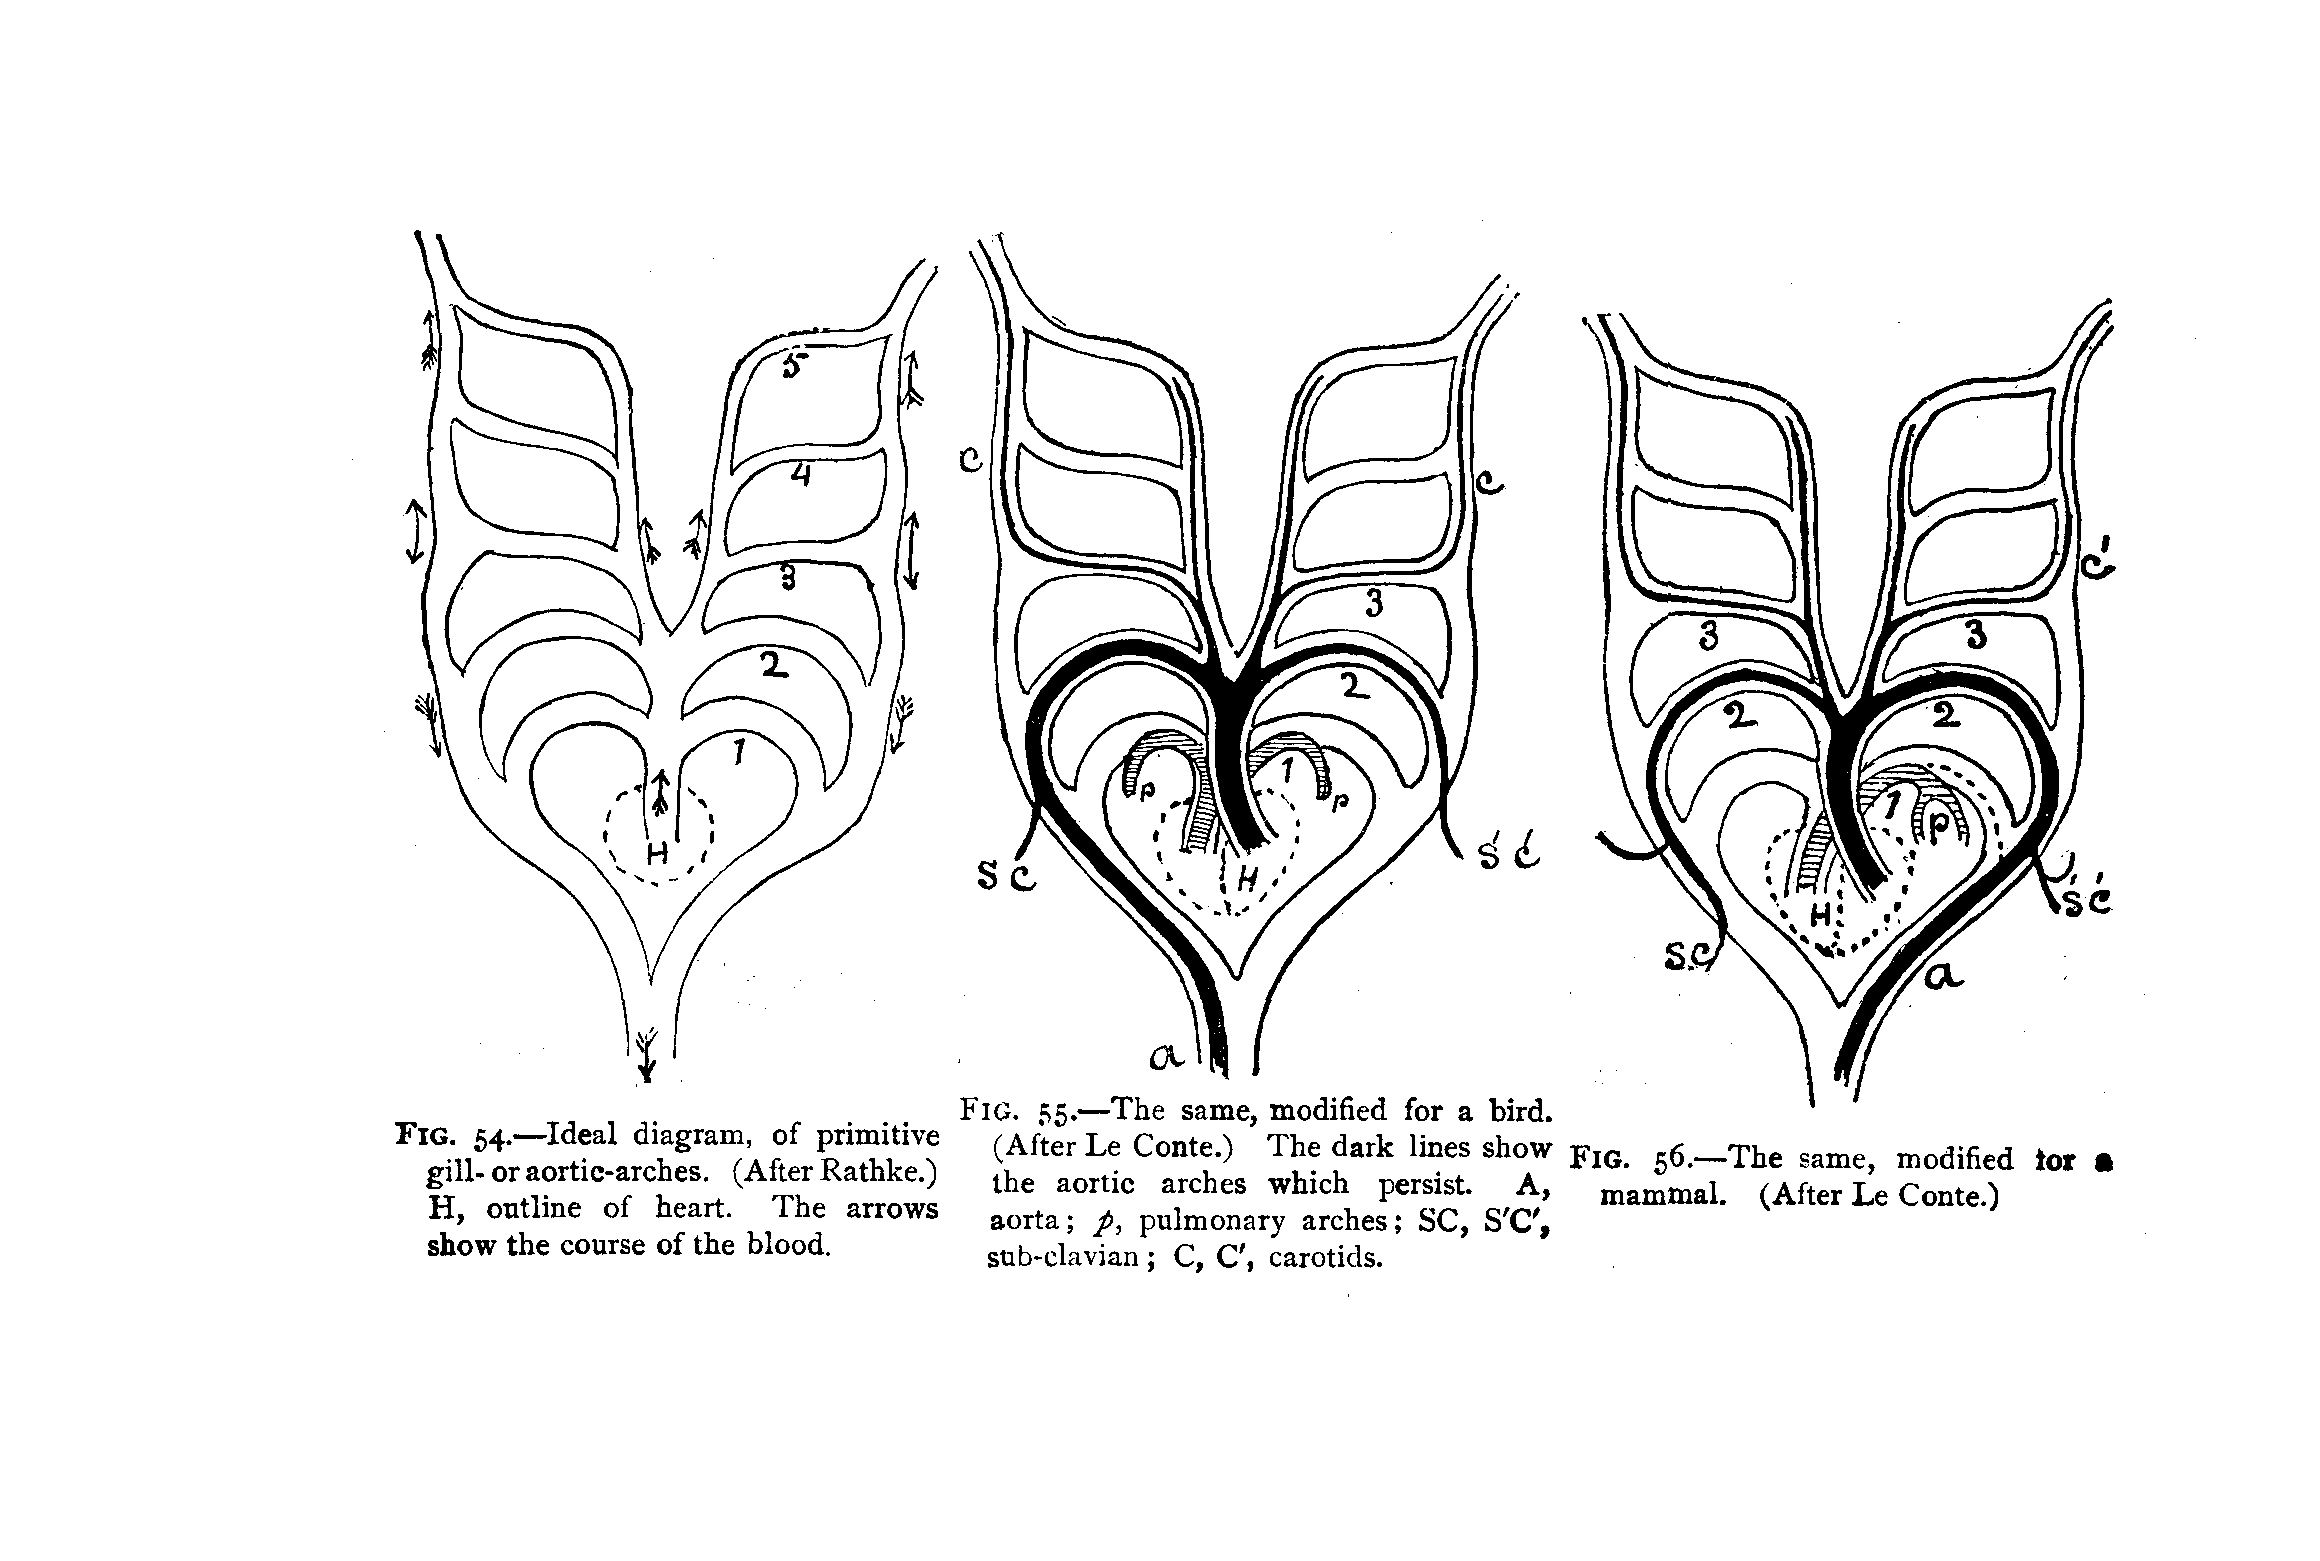 5
4
3
2
1
H
C
C
3
2
1
p
p
SC
S'C'
H
a
C'
3
3
2
2
1
p
H
S'C'
SC
a
FIG. 54.—Ideal diagram, of primitive
gill- or aortic-arches. (After Rathke.)
H, outline of heart. The arrows
show the course of the blood.
FIG. 55.—The same, modified for a bird.
(After Le Conte.) The dark lines show
the aortic arches which persist. A,
aorta; p, pulmonary arches; SC, S'C',
sub-clavian; C, C', carotids.
FIG. 56.—The same, modified for a
mammal. (After Le Conte.)